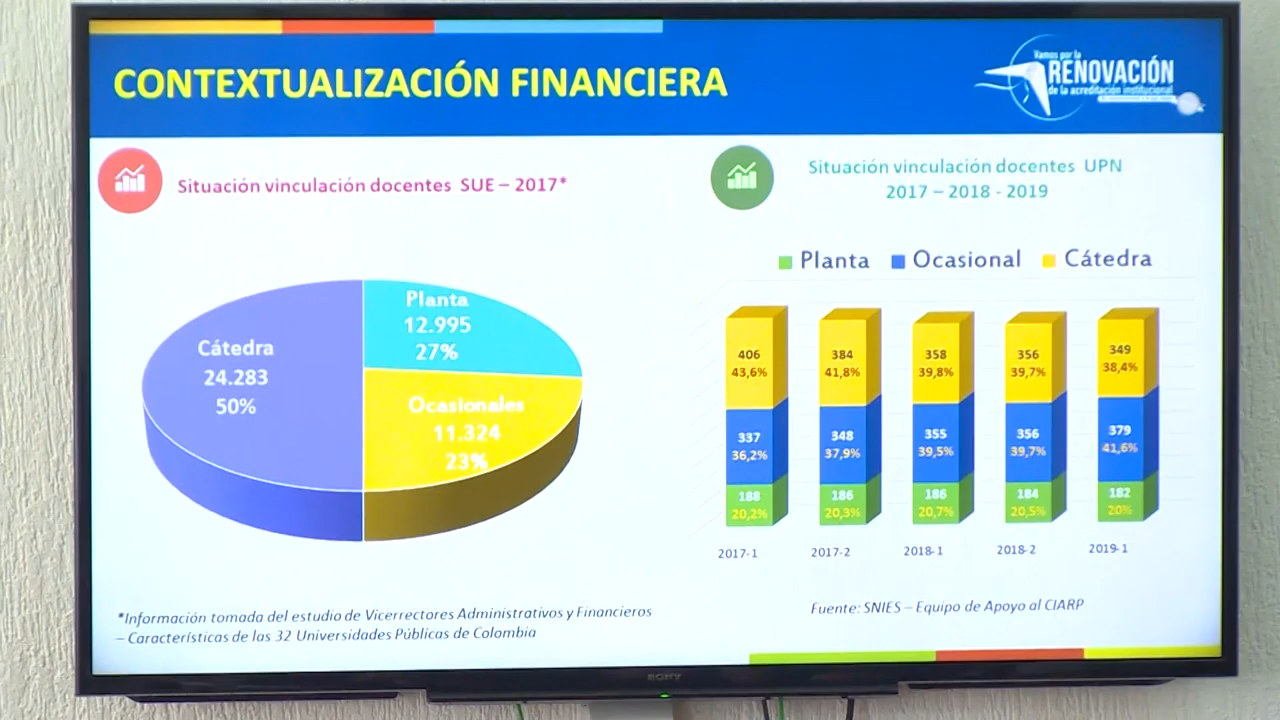 CONTEXTUALIZACIÓN FINANCIERA
Vamos por la
RENOVACIÓN
de la acreditación institucional
Situación vinculación docentes SUE – 2017*
Situación vinculación docentes UPN
2017 – 2018 - 2019
Planta Ocasional Cátedra
Planta
12.995
27%
Cátedra
24.283
50%
Ocasionales
11.324
23%
406
43,6%
337
36,2%
188
20,2%
384
41,8%
348
37,9%
186
20,3%
358
39,8%
355
39,5%
186
20,7%
356
39,7%
356
39,7%
184
20,5%
349
38,4%
379
41,6%
182
20%
2017-1 2017-2 2018-1 2018-2 2019-1
*Información tomada del estudio de Vicerrectores Administrativos y Financieros
– Características de las 32 Universidades Públicas de Colombia
Fuente: SNIES – Equipo de Apoyo al CIARP
SONY